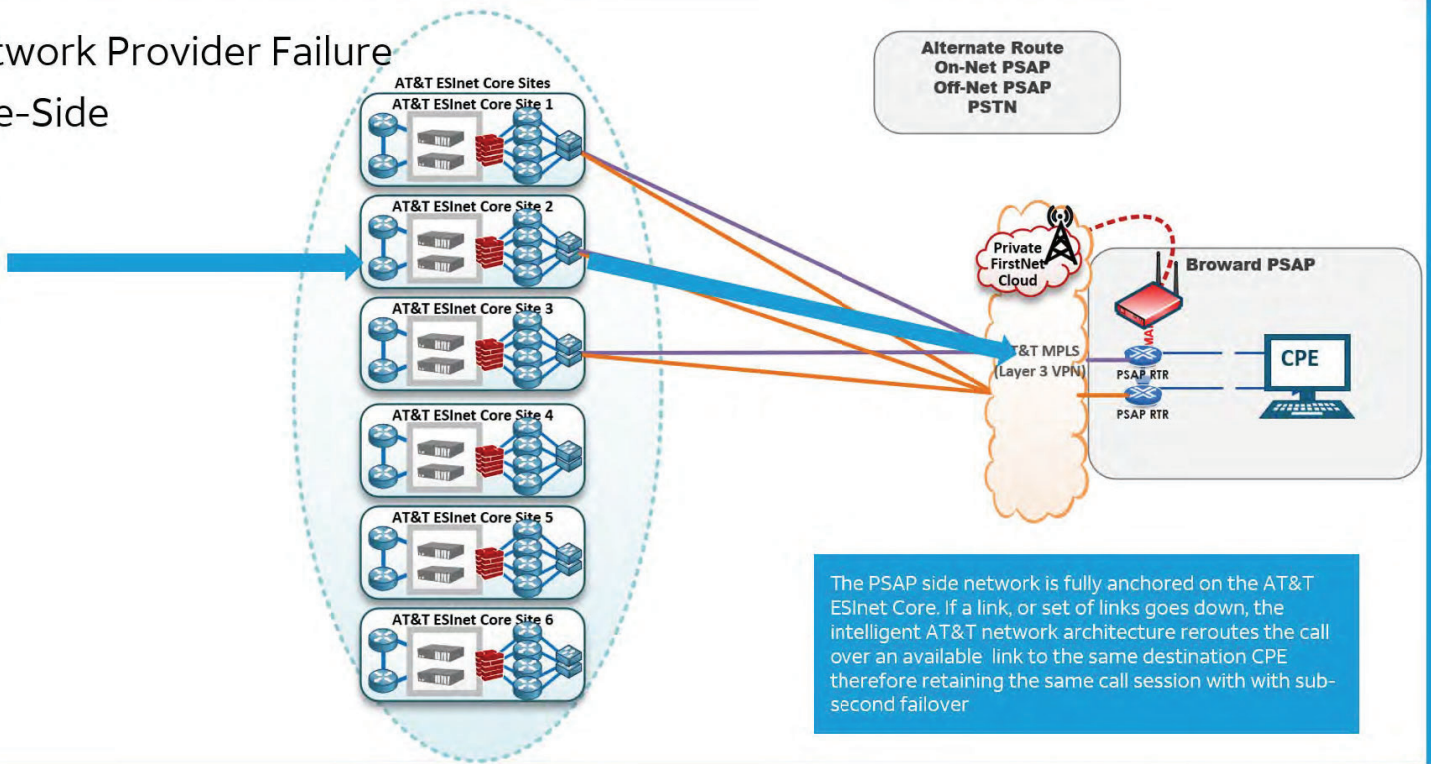 twork Provider Failure
e-Side
AT&T ESInet Core Sites
AT&T ESInet Core Site 1
AT&T ESInet Core Site 2
AT&T ESInet Core Site 3
AT&T ESInet Core Site 4
AT&T ESInet Core Site 5
AT&T ESInet Core Site 6
Alternate Route
On-Net PSAP
Off-Net PSAP
PSTN
Private
FirstNet
Cloud
T&T MPLS
(Layer 3 VPN)
Broward PSAP
MA
PSAP RTR
PSAP RTR
CPE
The PSAP side network is fully anchored on the AT&T
ESInet Core. If a link, or set of links goes down, the
intelligent AT&T network architecture reroutes the call
over an available link to the same destination CPE
therefore retaining the same call session with with sub-
second failover